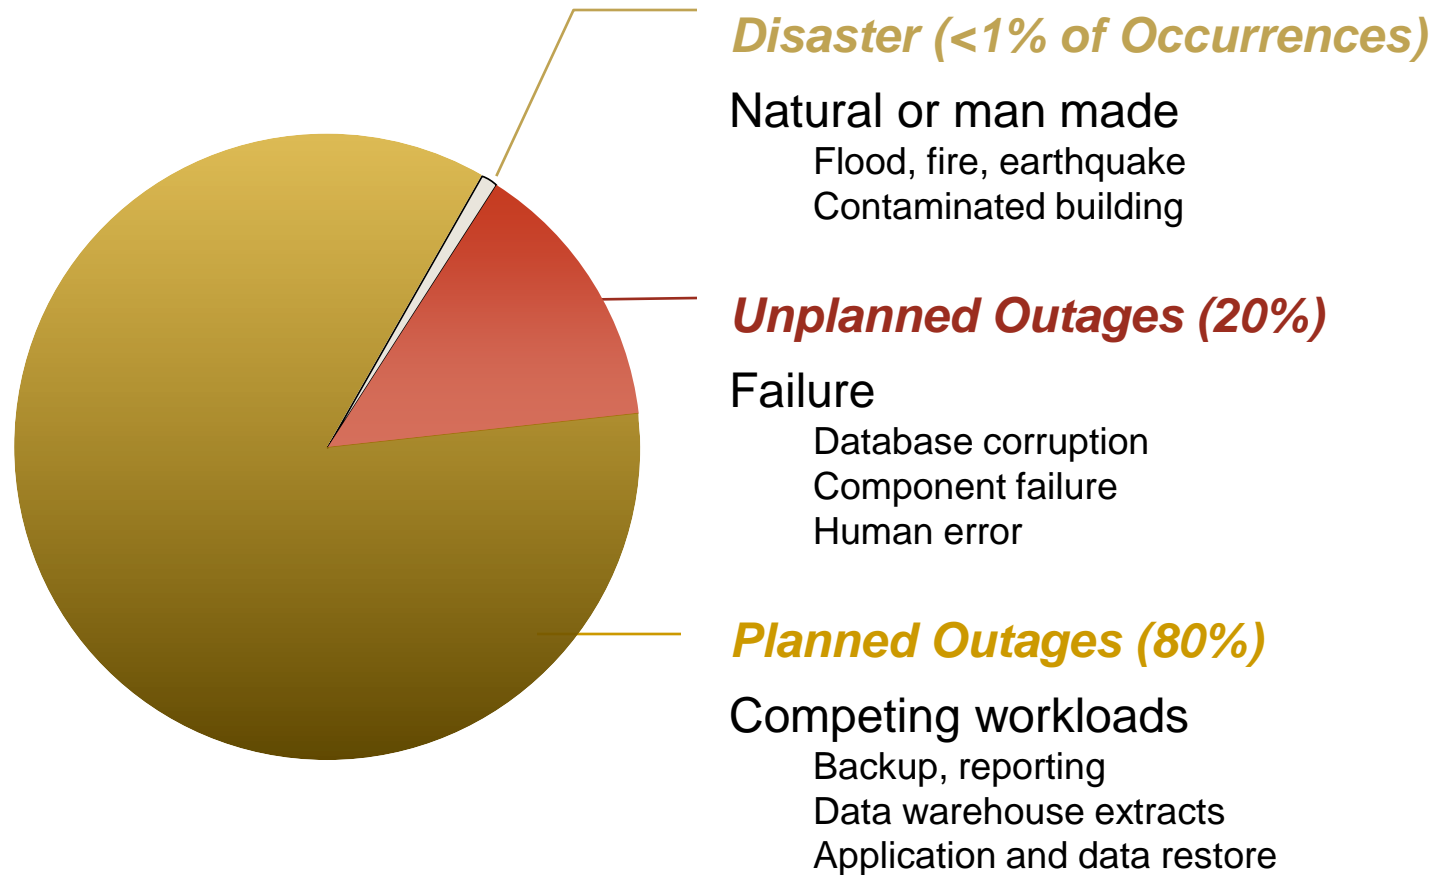 Disaster (<1% of Occurrences)
Natural or man made
Flood, fire, earthquake
Contaminated building
Unplanned Outages (20%)
Failure
Database corruption
Component failure
Human error
Planned Outages (80%)
Competing workloads
Backup, reporting
Data warehouse extracts
Application and data restore